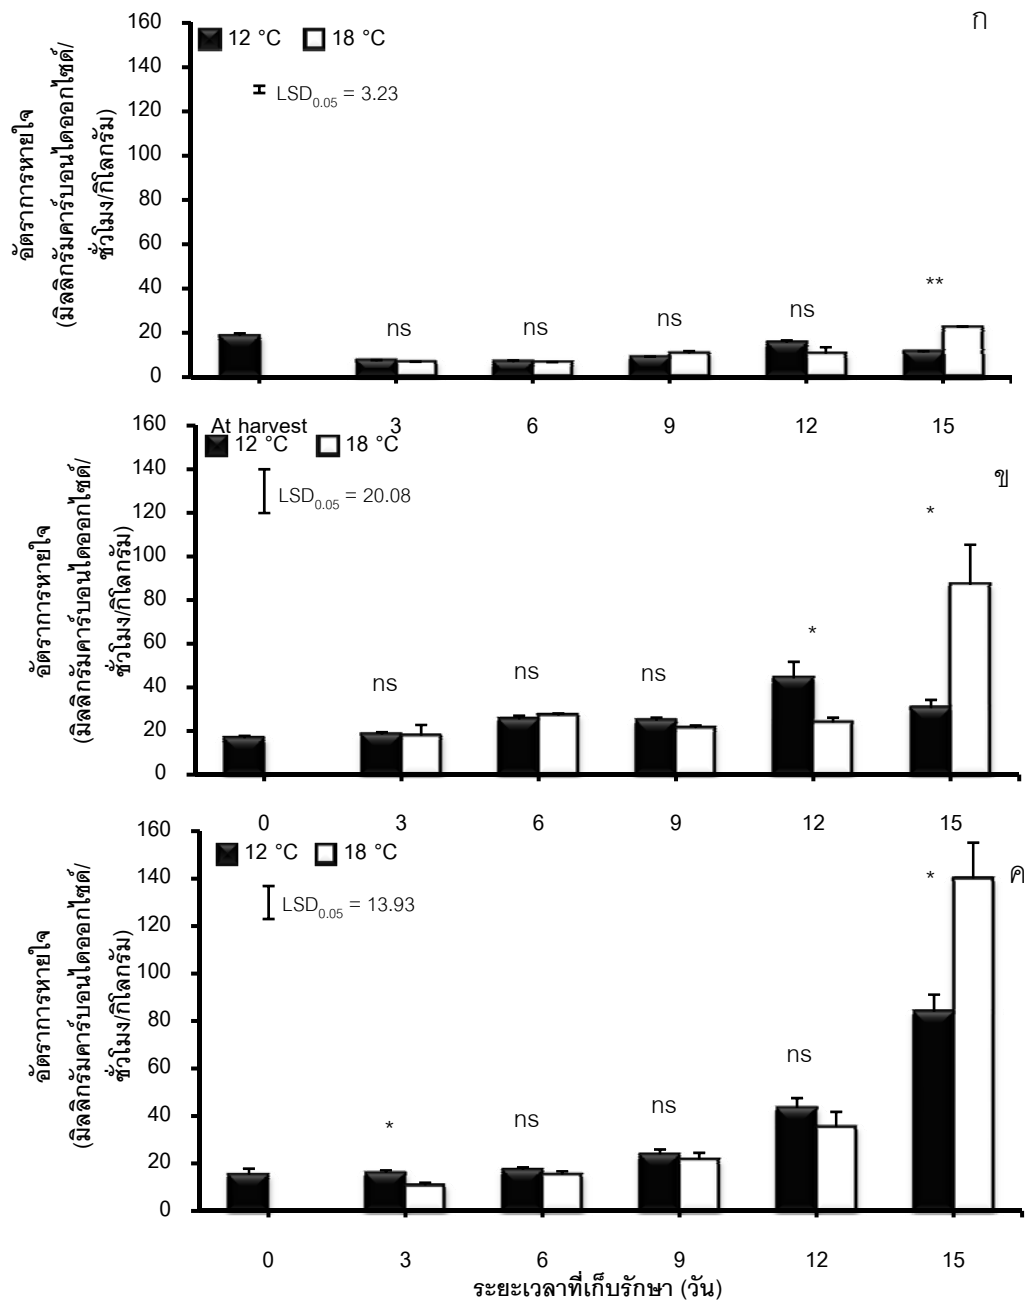 160
ก
12 °C 18 °C
140
LSD0.05 = 3.23
120
100
80
60
40
20
0
อัตราการหายใจ
(มิลลิกรัมคาร์บอนไดออกไซด์/
ชั่วโมง/กิโลกรัม)
ns ns ns ns **
At harvest 3 6 9 12 15
160
12 °C 18 °C
ข
140
LSD0.05 = 20.08
120
100
80
60
40
20
0
อัตราการหายใจ
(มิลลิกรัมคาร์บอนไดออกไซด์/
ชั่วโมง/กิโลกรัม)
ns ns ns * *
0 3 6 9 12 15
160
12 °C 18 °C
ค
140
LSD0.05 = 13.93
120
100
80
60
40
20
0
อัตราการหายใจ
(มิลลิกรัมคาร์บอนไดออกไซด์/
ชั่วโมง/กิโลกรัม)
* ns ns ns *
0 3 6 9 12 15
ระยะเวลาที่เก็บรักษา (วัน)